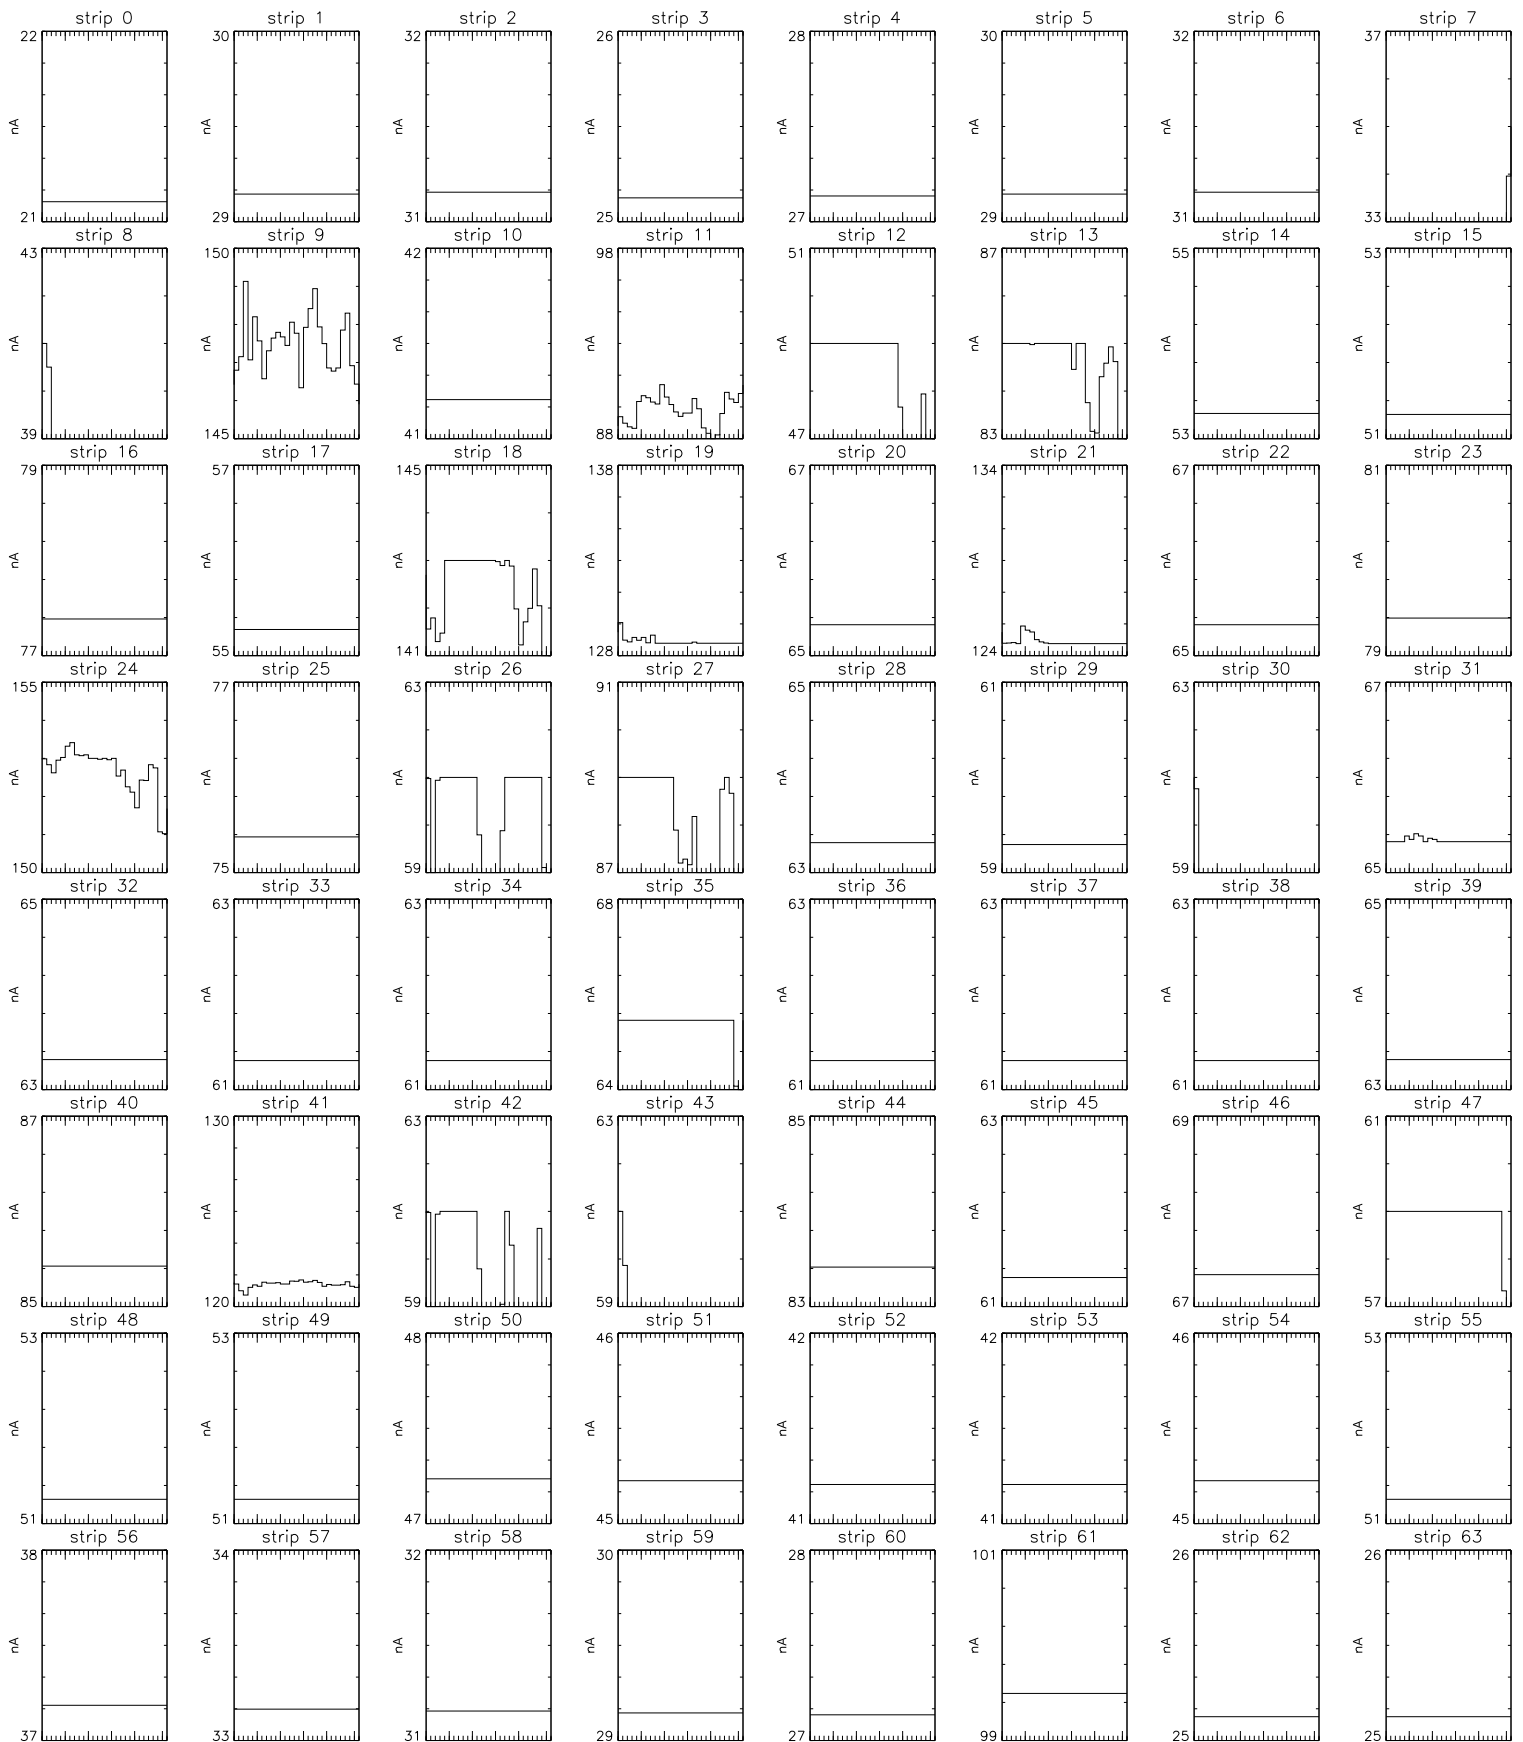 strip 0 strip 1 strip 2 strip 3 strip 4 strip 5 strip 6 strip 7
22 30 32 26 28 30 32 37
nA nA nA nA nA nA nA nA
21 29 31 25 27 29 31 33
strip 8 strip 9 strip 10 strip 11 strip 12 strip 13 strip 14 strip 15
43 150 42 98 51 87 55 53
nA nA nA nA nA nA nA nA
39 145 41 88 47 83 53 51
strip 16 strip 17 strip 18 strip 19 strip 20 strip 21 strip 22 strip 23
79 57 145 138 67 134 67 81
nA nA nA nA nA nA nA nA
77 55 141 128 65 124 65 79
strip 24 strip 25 strip 26 strip 27 strip 28 strip 29 strip 30 strip 31
155 77 63 91 65 61 63 67
nA nA nA nA nA nA nA nA
150 75 59 87 63 59 59 65
strip 32 strip 33 strip 34 strip 35 strip 36 strip 37 strip 38 strip 39
65 63 63 68 63 63 63 65
nA nA nA nA nA nA nA nA
63 61 61 64 61 61 61 63
strip 40 strip 41 strip 42 strip 43 strip 44 strip 45 strip 46 strip 47
87 130 63 63 85 63 69 61
nA nA nA nA nA nA nA nA
85 120 59 59 83 61 67 57
strip 48 strip 49 strip 50 strip 51 strip 52 strip 53 strip 54 strip 55
53 53 48 46 42 42 46 53
nA nA nA nA nA nA nA nA
51 51 47 45 41 41 45 51
strip 56 strip 57 strip 58 strip 59 strip 60 strip 61 strip 62 strip 63
38 34 32 30 28 101 26 26
nA nA nA nA nA nA nA nA
37 33 31 29 27 99 25 25